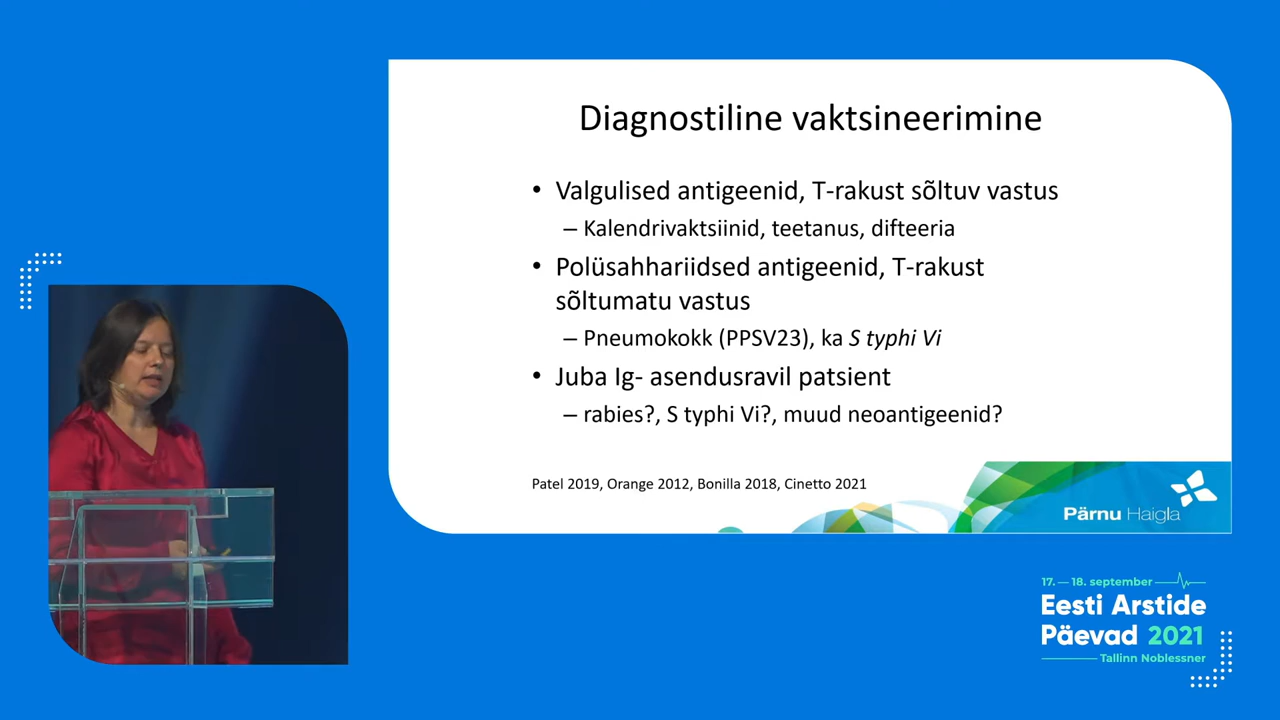 Diagnostiline vaktsineerimine
• Valgulised antigeenid, T-rakust sõltuv vastus
– Kalendrivaktsiinid, teetanus, difteeria
• Polüsahhariidsed antigeenid, T-rakust
sõltumatu vastus
– Pneumokokk (PPSV23), ka S typhi Vi
• Juba Ig- asendusravil patsient
– rabies?, S typhi Vi?, muud neoantigeenid?
Patel 2019, Orange 2012, Bonilla 2018, Cinetto 2021
Pärnu Haigla
17. — 18. september
Eesti Arstide
Päevad 2021
Tallinn Noblessner